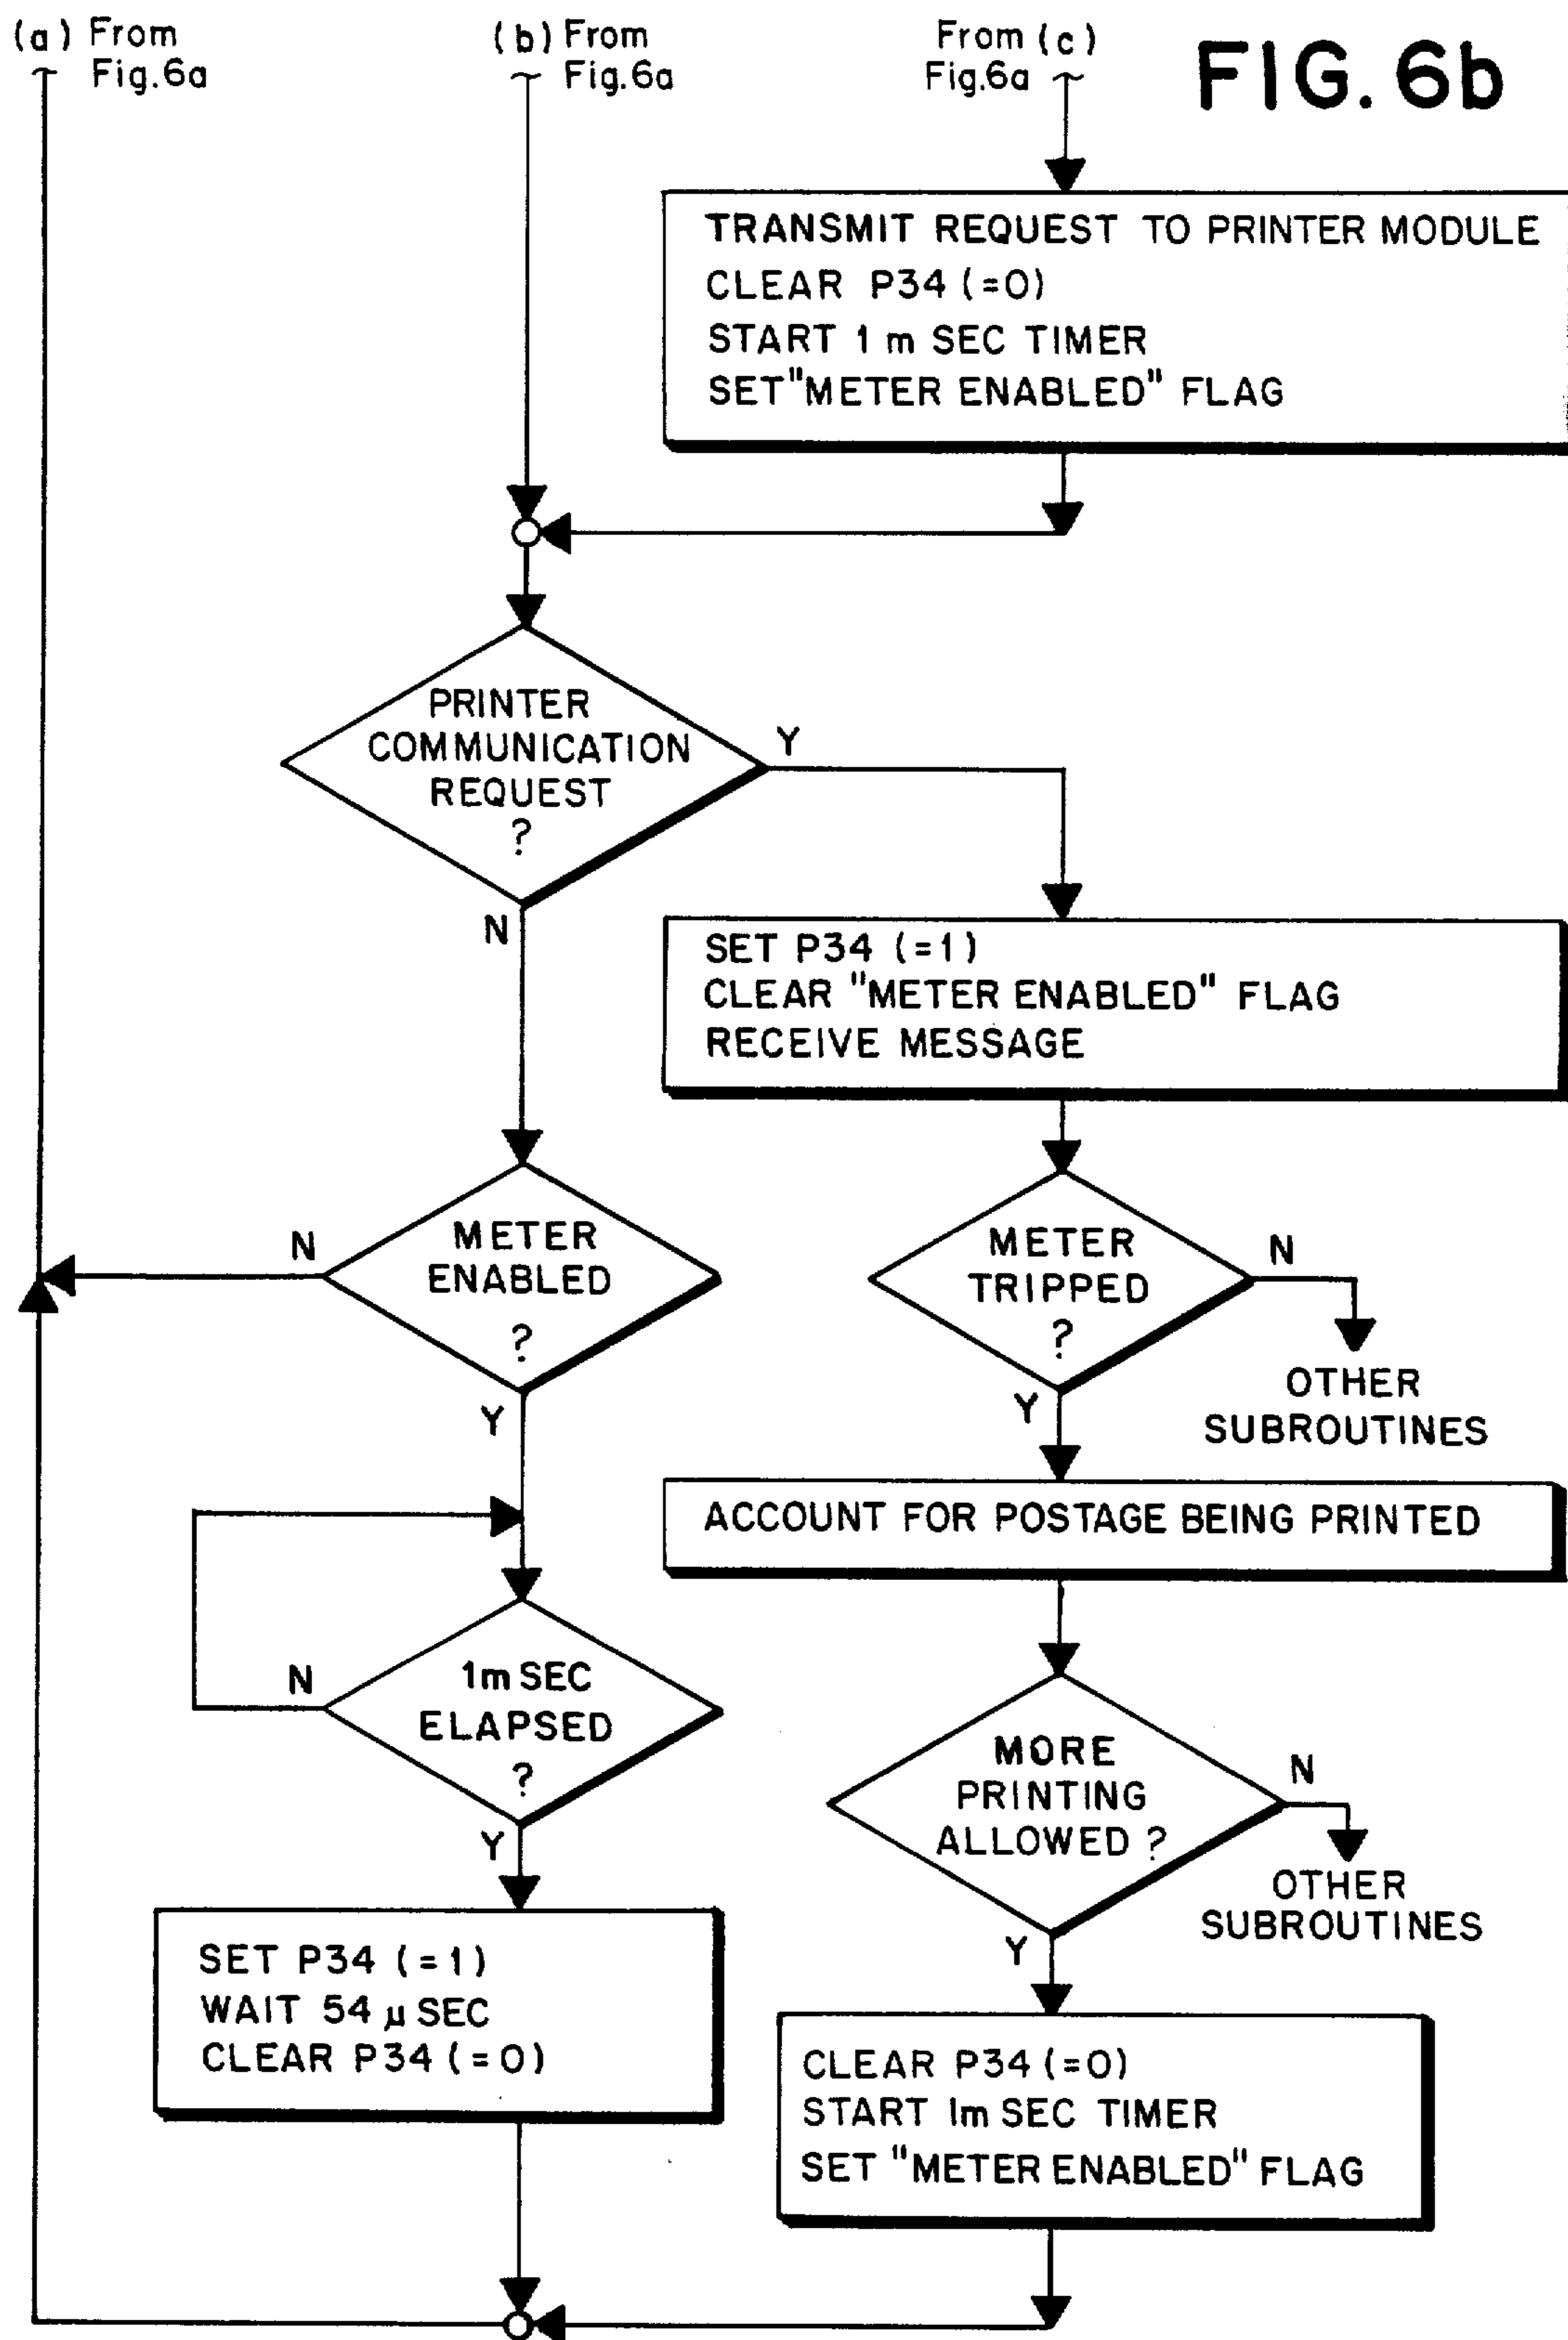 (a) From
Fig.6a
(b) From
Fig.6a
From (c)
Fig.6a
FIG. 6b
TRANSMIT REQUEST TO PRINTER MODULE
CLEAR P34 (=0)
START 1 m SEC TIMER
SET "METER ENABLED" FLAG
PRINTER
COMMUNICATION
REQUEST
?
Y
N
SET P34 (=1)
CLEAR "METER ENABLED" FLAG
RECEIVE MESSAGE
METER
ENABLED
?
N
Y
METER
TRIPPED
?
N
OTHER
SUBROUTINES
Y
ACCOUNT FOR POSTAGE BEING PRINTED
1m SEC
ELAPSED
?
N
Y
MORE
PRINTING
ALLOWED ?
N
OTHER
SUBROUTINES
Y
SET P34 (=1)
WAIT 54 µ SEC
CLEAR P34 (=0)
CLEAR P34 (=0)
START 1m SEC TIMER
SET "METER ENABLED" FLAG